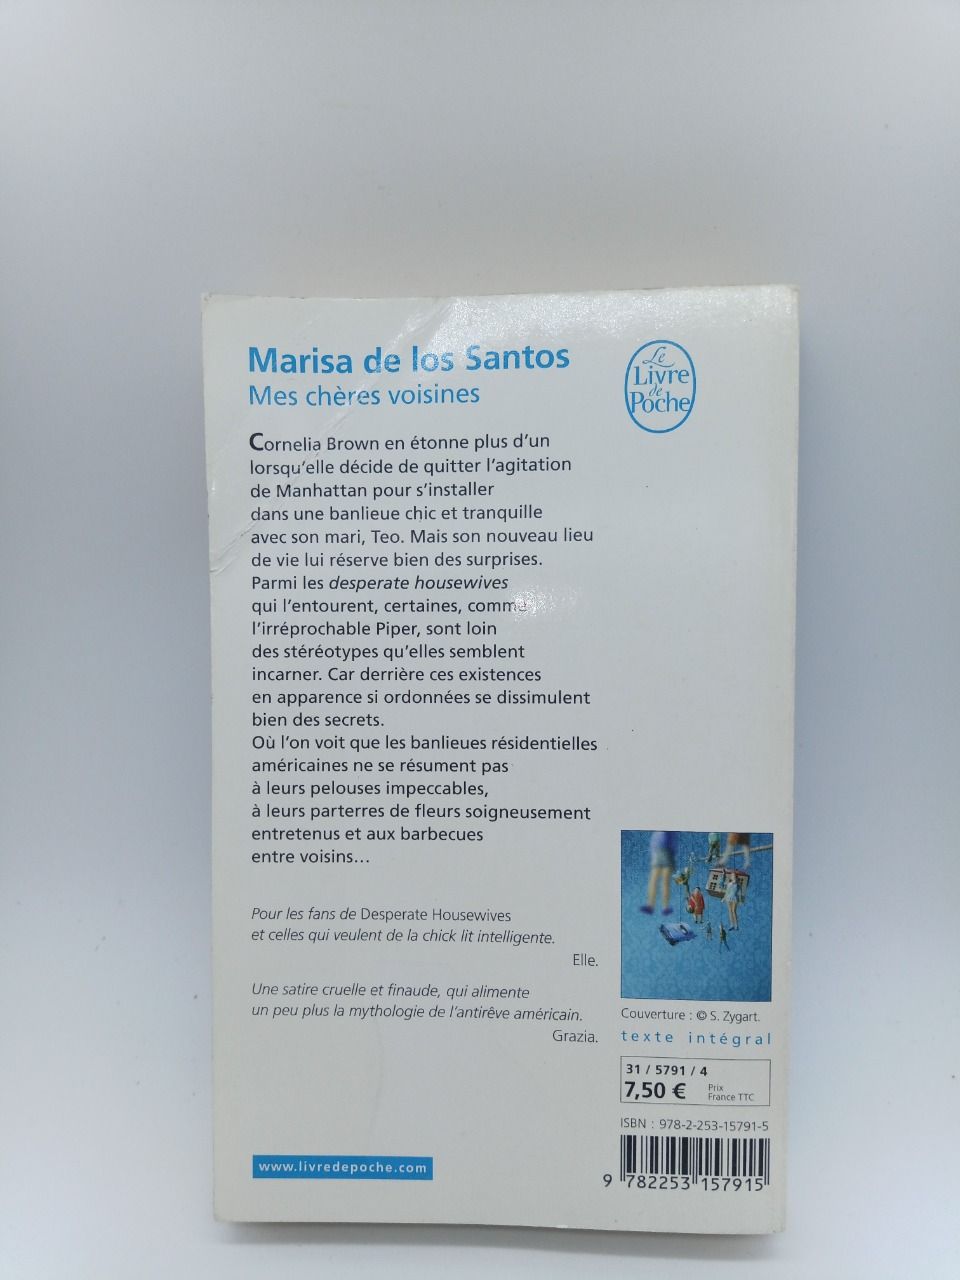 Marisa de los Santos
Mes chères voisines
Le
Livre
de
Poche
Cornelia Brown en étonne plus d'un
lorsqu'elle décide de quitter l'agitation
de Manhattan pour s'installer
dans une banlieue chic et tranquille
avec son mari, Teo. Mais son nouveau lieu
de vie lui réserve bien des surprises.
Parmi les desperate housewives
qui l'entourent, certaines, comme
l'irréprochable Piper, sont loin
des stéréotypes qu'elles semblent
incarner. Car derrière ces existences
en apparence si ordonnées se dissimulent
bien des secrets.
Où l'on voit que les banlieues résidentielles
américaines ne se résument pas
à leurs pelouses impeccables,
à leurs parterres de fleurs soigneusement
entretenus et aux barbecues
entre voisins...
Pour les fans de Desperate Housewives
et celles qui veulent de la chick lit intelligente.
Elle.
Une satire cruelle et finaude, qui alimente
un peu plus la mythologie de l'antirêve américain.
Grazia.
www.livredepoche.com
Couverture : © S. Zygart.
texte intégral
31 / 5791 / 4
7,50 € Prix
France TTC
ISBN : 978-2-253-15791-5
9 782253 157915